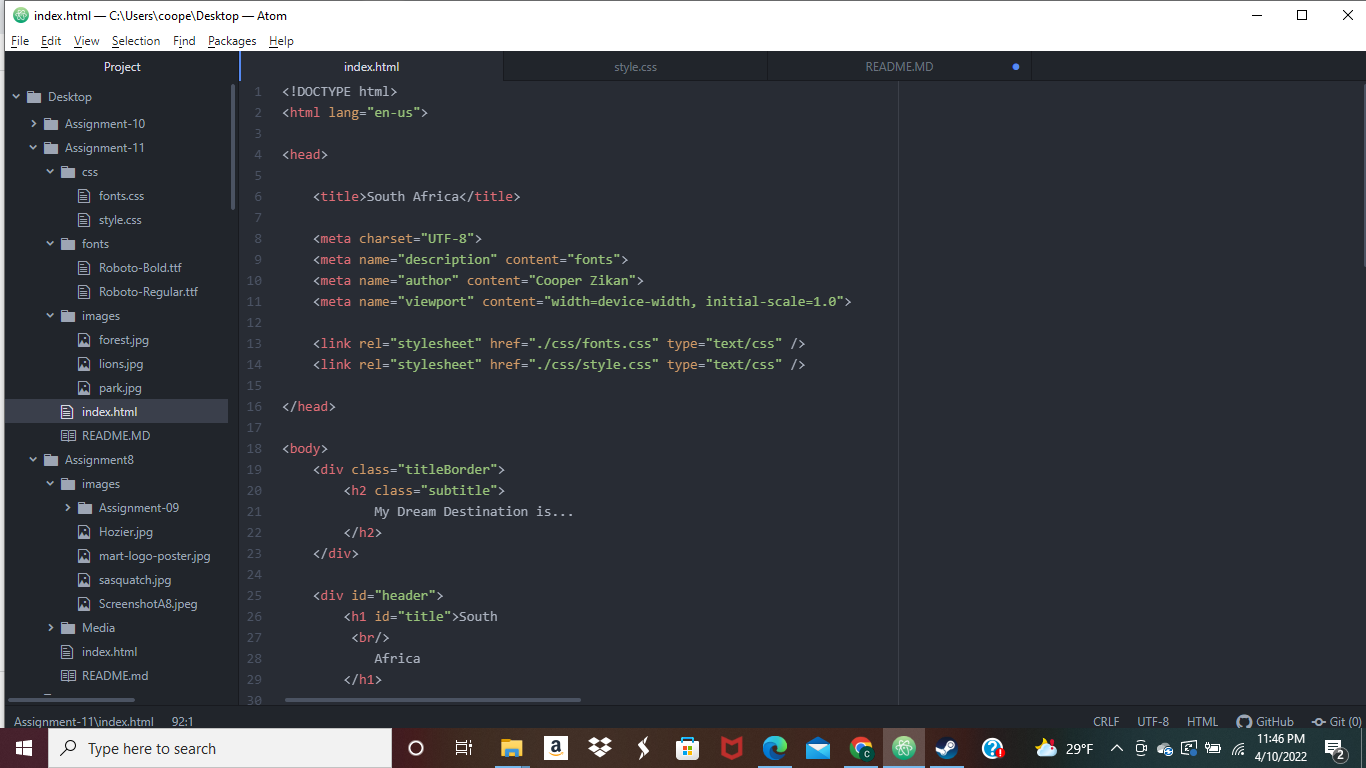 index.html — C:\Users\coope\Desktop — Atom
File Edit View Selection Find Packages Help
Project
index.html
style.css
README.MD
Desktop
Assignment-10
Assignment-11
css
fonts.css
style.css
fonts
Roboto-Bold.ttf
Roboto-Regular.ttf
images
forest.jpg
lions.jpg
park.jpg
index.html
README.MD
Assignment8
images
Assignment-09
Hozier.jpg
mart-logo-poster.jpg
sasquatch.jpg
ScreenshotA8.jpeg
Media
index.html
README.md
1 <!DOCTYPE html>
2 <html lang="en-us">
3
4 <head>
5
6 <title>South Africa</title>
7
8 <meta charset="UTF-8">
9 <meta name="description" content="fonts">
10 <meta name="author" content="Cooper Zikan">
11 <meta name="viewport" content="width=device-width, initial-scale=1.0">
12
13 <link rel="stylesheet" href="./css/fonts.css" type="text/css" />
14 <link rel="stylesheet" href="./css/style.css" type="text/css" />
15
16 </head>
17
18 <body>
19 <div class="titleBorder">
20 <h2 class="subtitle">
21 My Dream Destination is...
22 </h2>
23 </div>
24
25 <div id="header">
26 <h1 id="title">South
27 <br/>
28 Africa
29 </h1>
30
Assignment-11\index.html 92:1
CRLF UTF-8 HTML GitHub Git (0)
Type here to search
29°F
11:46 PM
4/10/2022
2